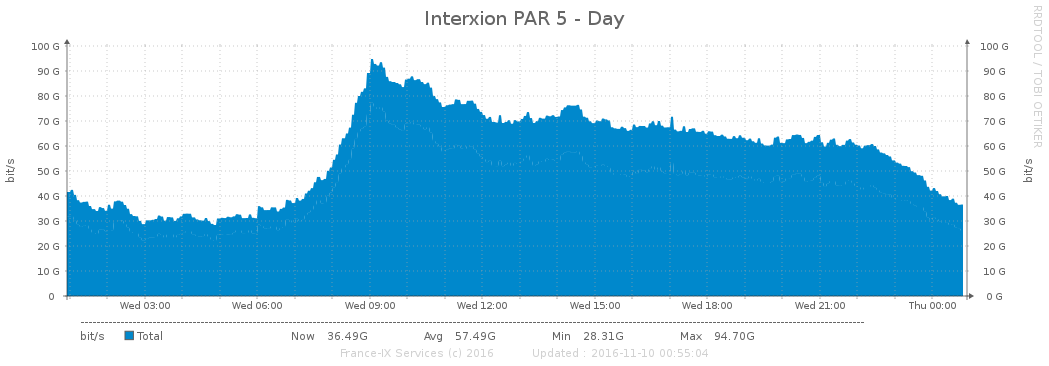 Interxion PAR 5 - Day
RRDTOOL / TOBI OETIKER
bit/s
100 G 100 G
90 G 90 G
80 G 80 G
70 G 70 G
60 G 60 G
50 G 50 G
40 G 40 G
30 G 30 G
20 G 20 G
10 G 10 G
0 0 G
bit/s
Wed 03:00 Wed 06:00 Wed 09:00 Wed 12:00 Wed 15:00 Wed 18:00 Wed 21:00 Thu 00:00
bit/s Total Now 36.49G Avg 57.49G Min 28.31G Max 94.70G
France-IX Services (c) 2016 Updated : 2016-11-10 00:55:04